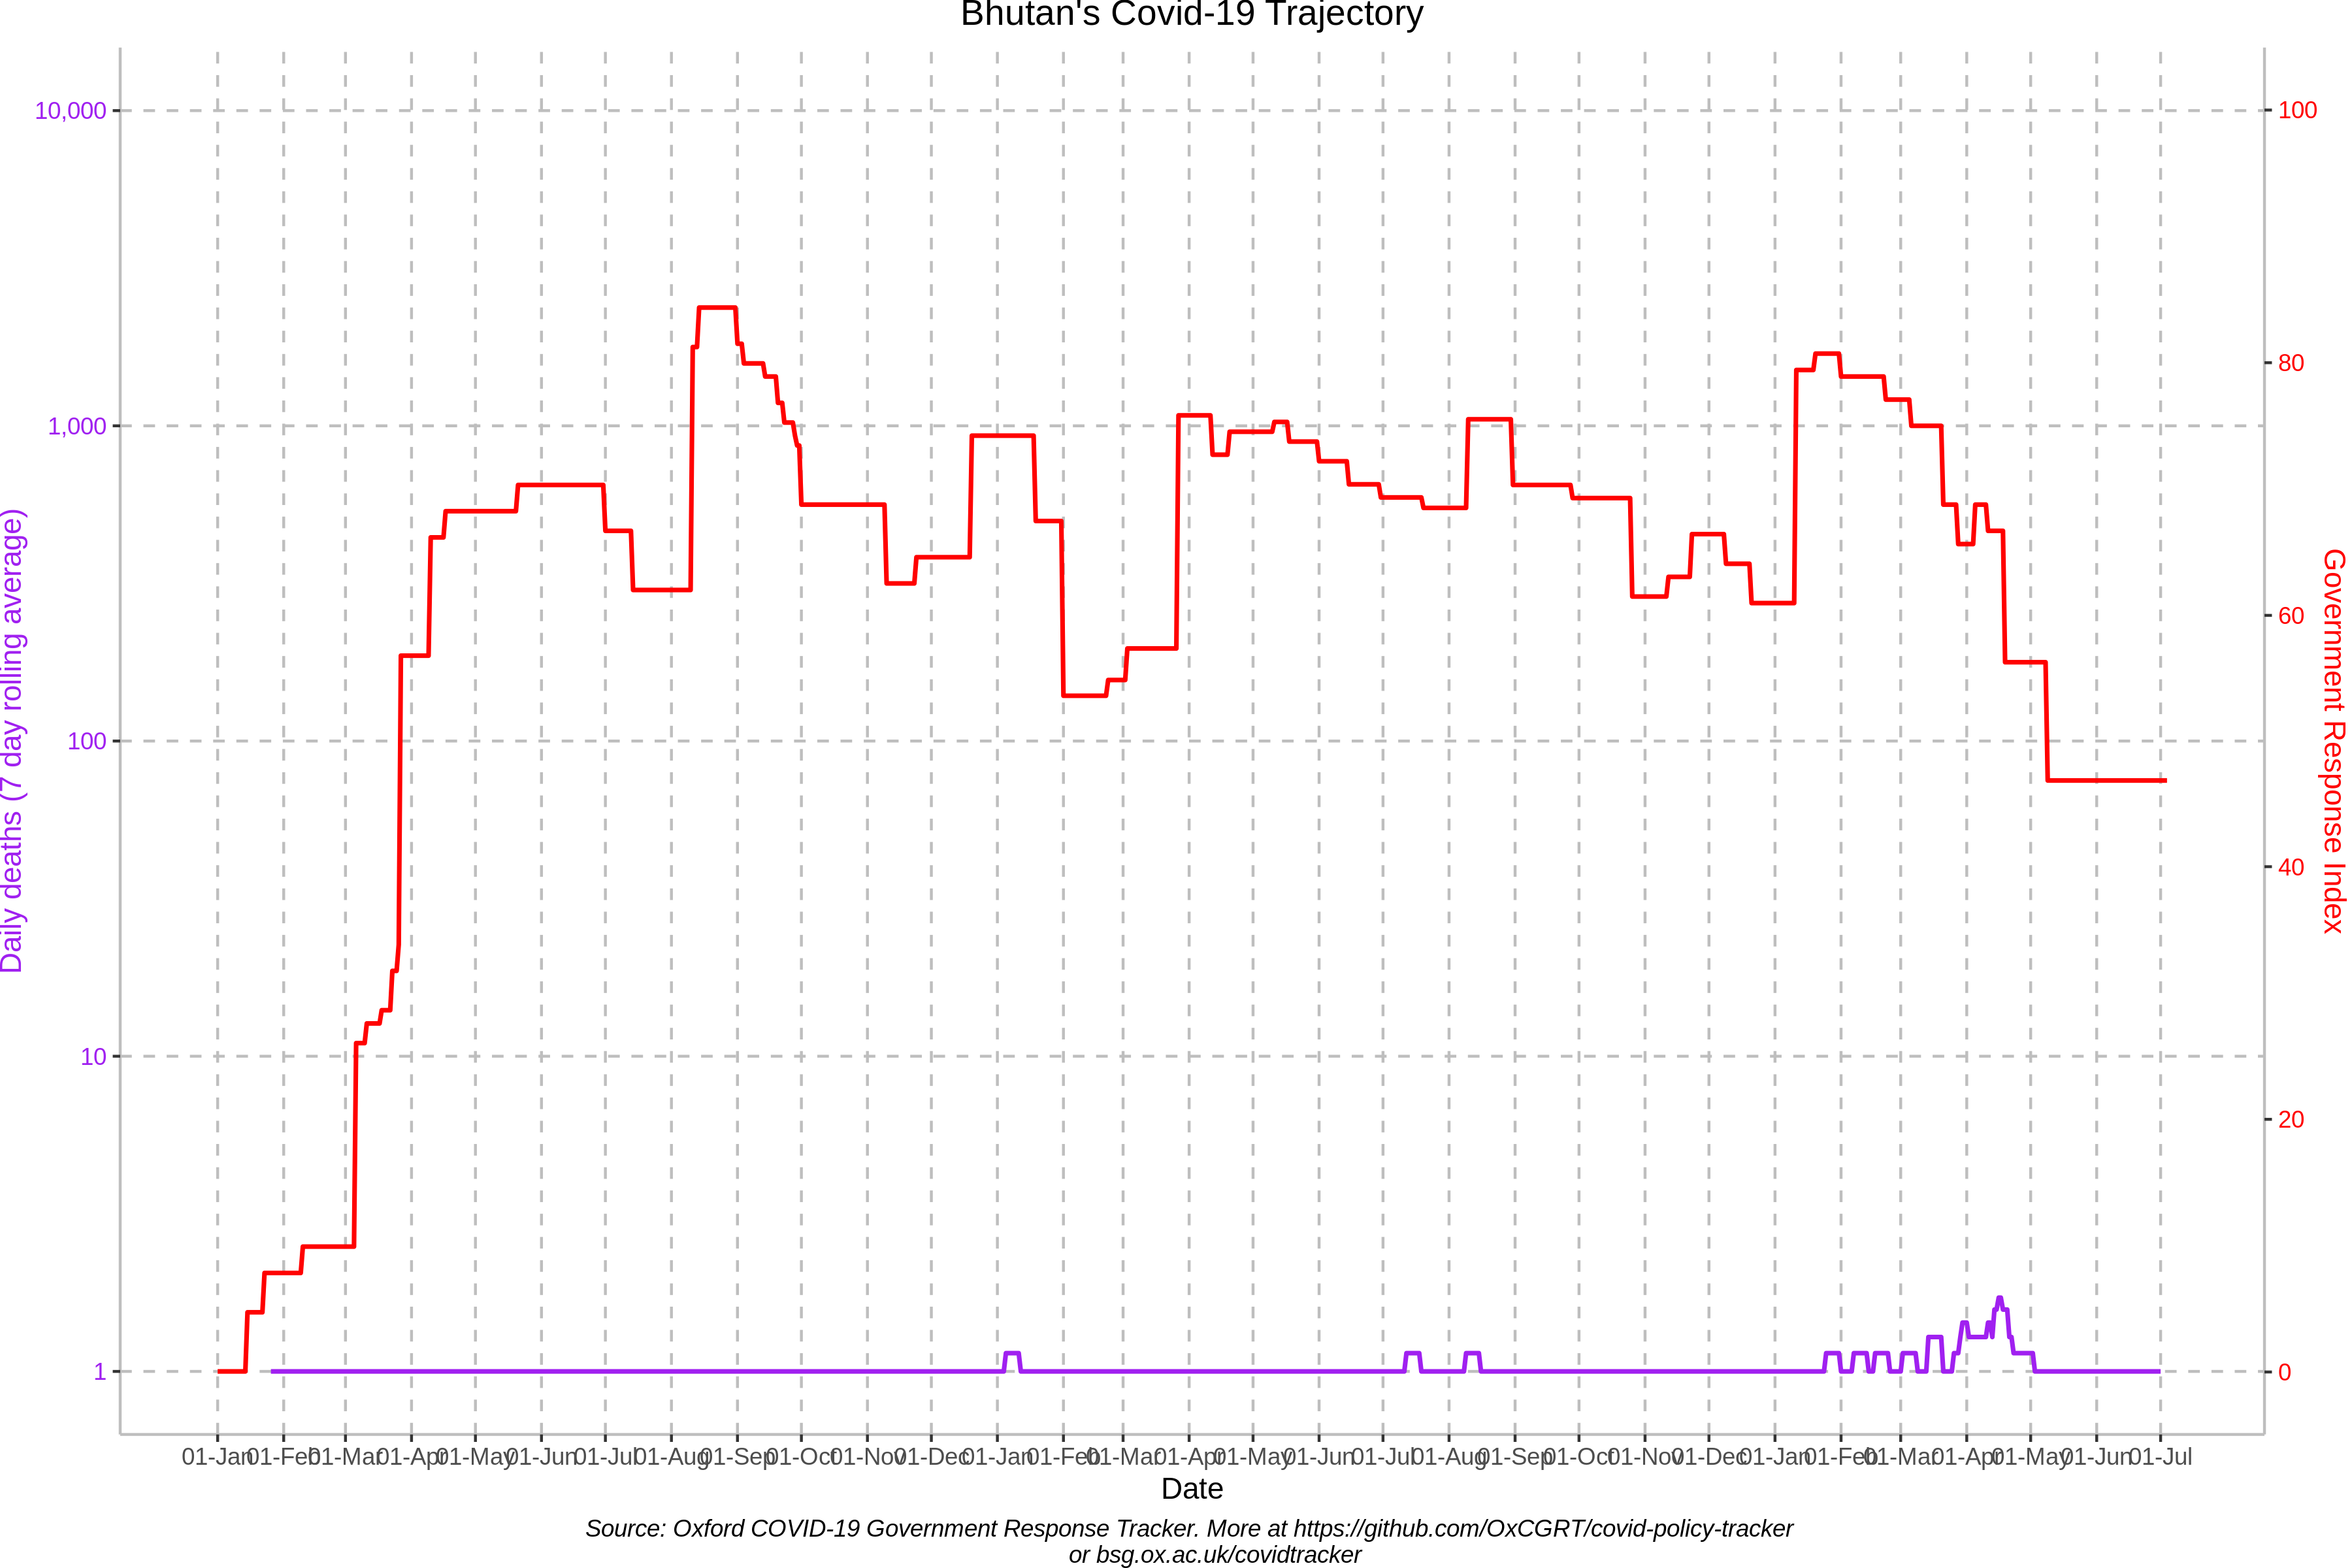 Bhutan's Covid-19 Trajectory
10,000
1,000
100
10
1
Daily deaths (7 day rolling average)
100
80
60
40
20
0
Government Response Index
01-Jan 01-Feb 01-Mar 01-Apr 01-May 01-Jun 01-Jul 01-Aug 01-Sep 01-Oct 01-Nov 01-Dec 01-Jan 01-Feb 01-Mar 01-Apr 01-May 01-Jun 01-Jul 01-Aug 01-Sep 01-Oct 01-Nov 01-Dec 01-Jan 01-Feb 01-Mar 01-Apr 01-May 01-Jun 01-Jul
Date
Source: Oxford COVID-19 Government Response Tracker. More at https://github.com/OxCGRT/covid-policy-tracker
or bsg.ox.ac.uk/covidtracker